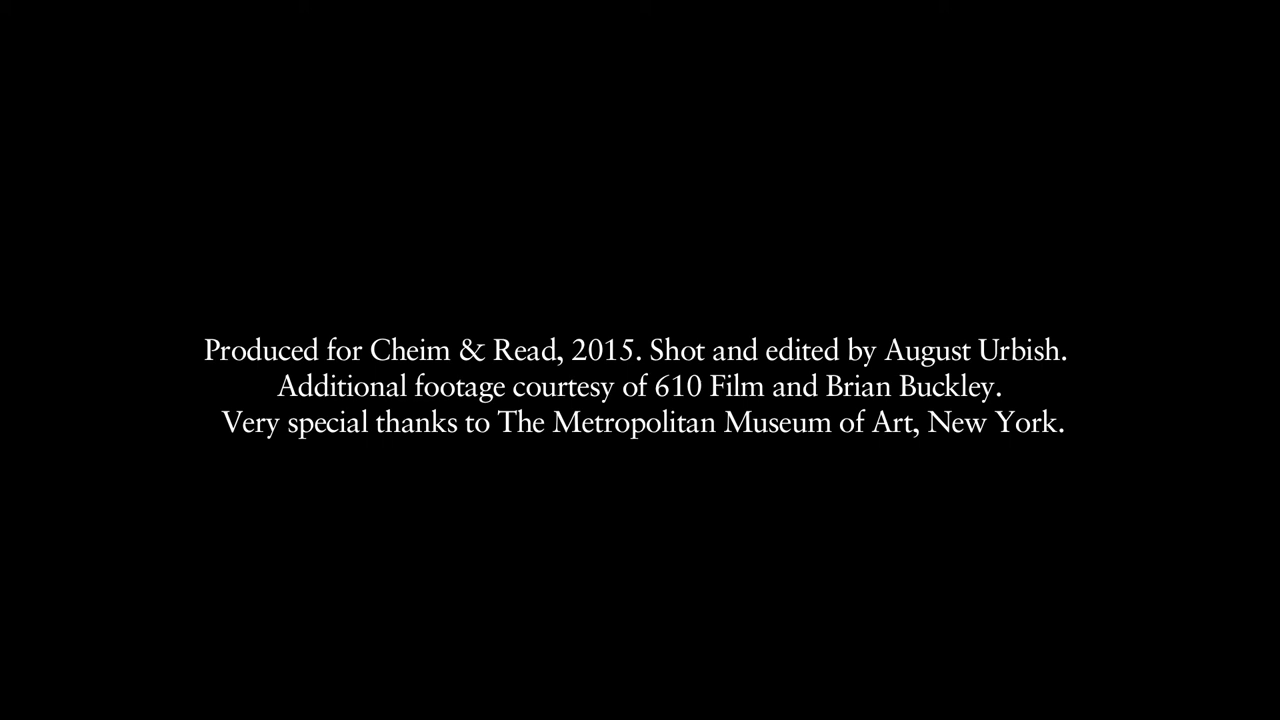 Produced for Cheim & Read, 2015. Shot and edited by August Urbish.
Additional footage courtesy of 610 Film and Brian Buckley.
Very special thanks to The Metropolitan Museum of Art, New York.